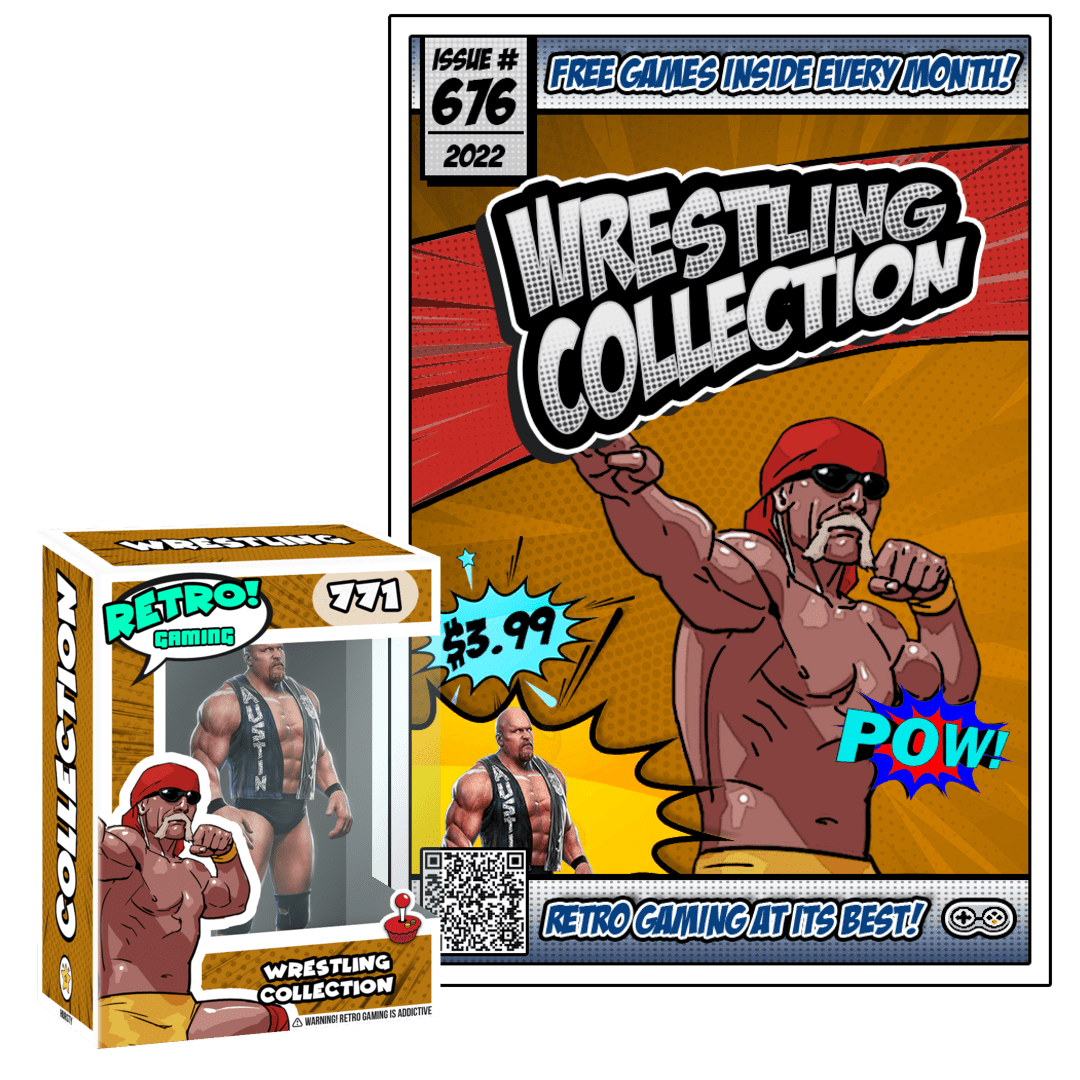 ISSUE #
676
2022
FREE GAMES INSIDE EVERY MONTH!
WRESTLING
COLLECTION
$3.99
POW!
AUSTI
RETRO GAMING AT ITS BEST!
WRESTLING
COLLECTION
RETRO!
GAMING
771
AUSTIN
WRESTLING
COLLECTION
WARNING! RETRO GAMING IS ADDICTIVE